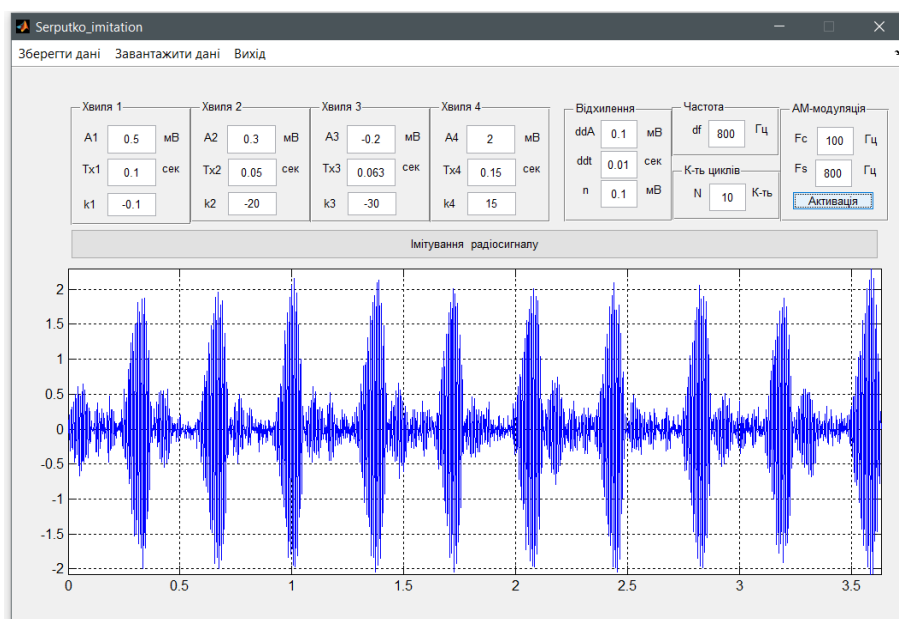 Serputko_imitation
Зберегти дані Завантажити дані Вихід
Хвиля 1 Хвиля 2 Хвиля 3 Хвиля 4 Відхилення Частота АМ-модуляція
A1 0.5 мВ A2 0.3 мВ A3 -0.2 мВ A4 2 мВ ddA 0.1 мВ df 800 Гц Fc 100 Гц
Tx1 0.1 сек Tx2 0.05 сек Tx3 0.063 сек Tx4 0.15 сек ddt 0.01 сек К-ть циклів Fs 800 Гц
k1 -0.1 k2 -20 k3 -30 k4 15 n 0.1 мВ N 10 К-ть Активація
Імітування радіосигналу
2
1.5
1
0.5
0
-0.5
-1
-1.5
-2
0 0.5 1 1.5 2 2.5 3 3.5